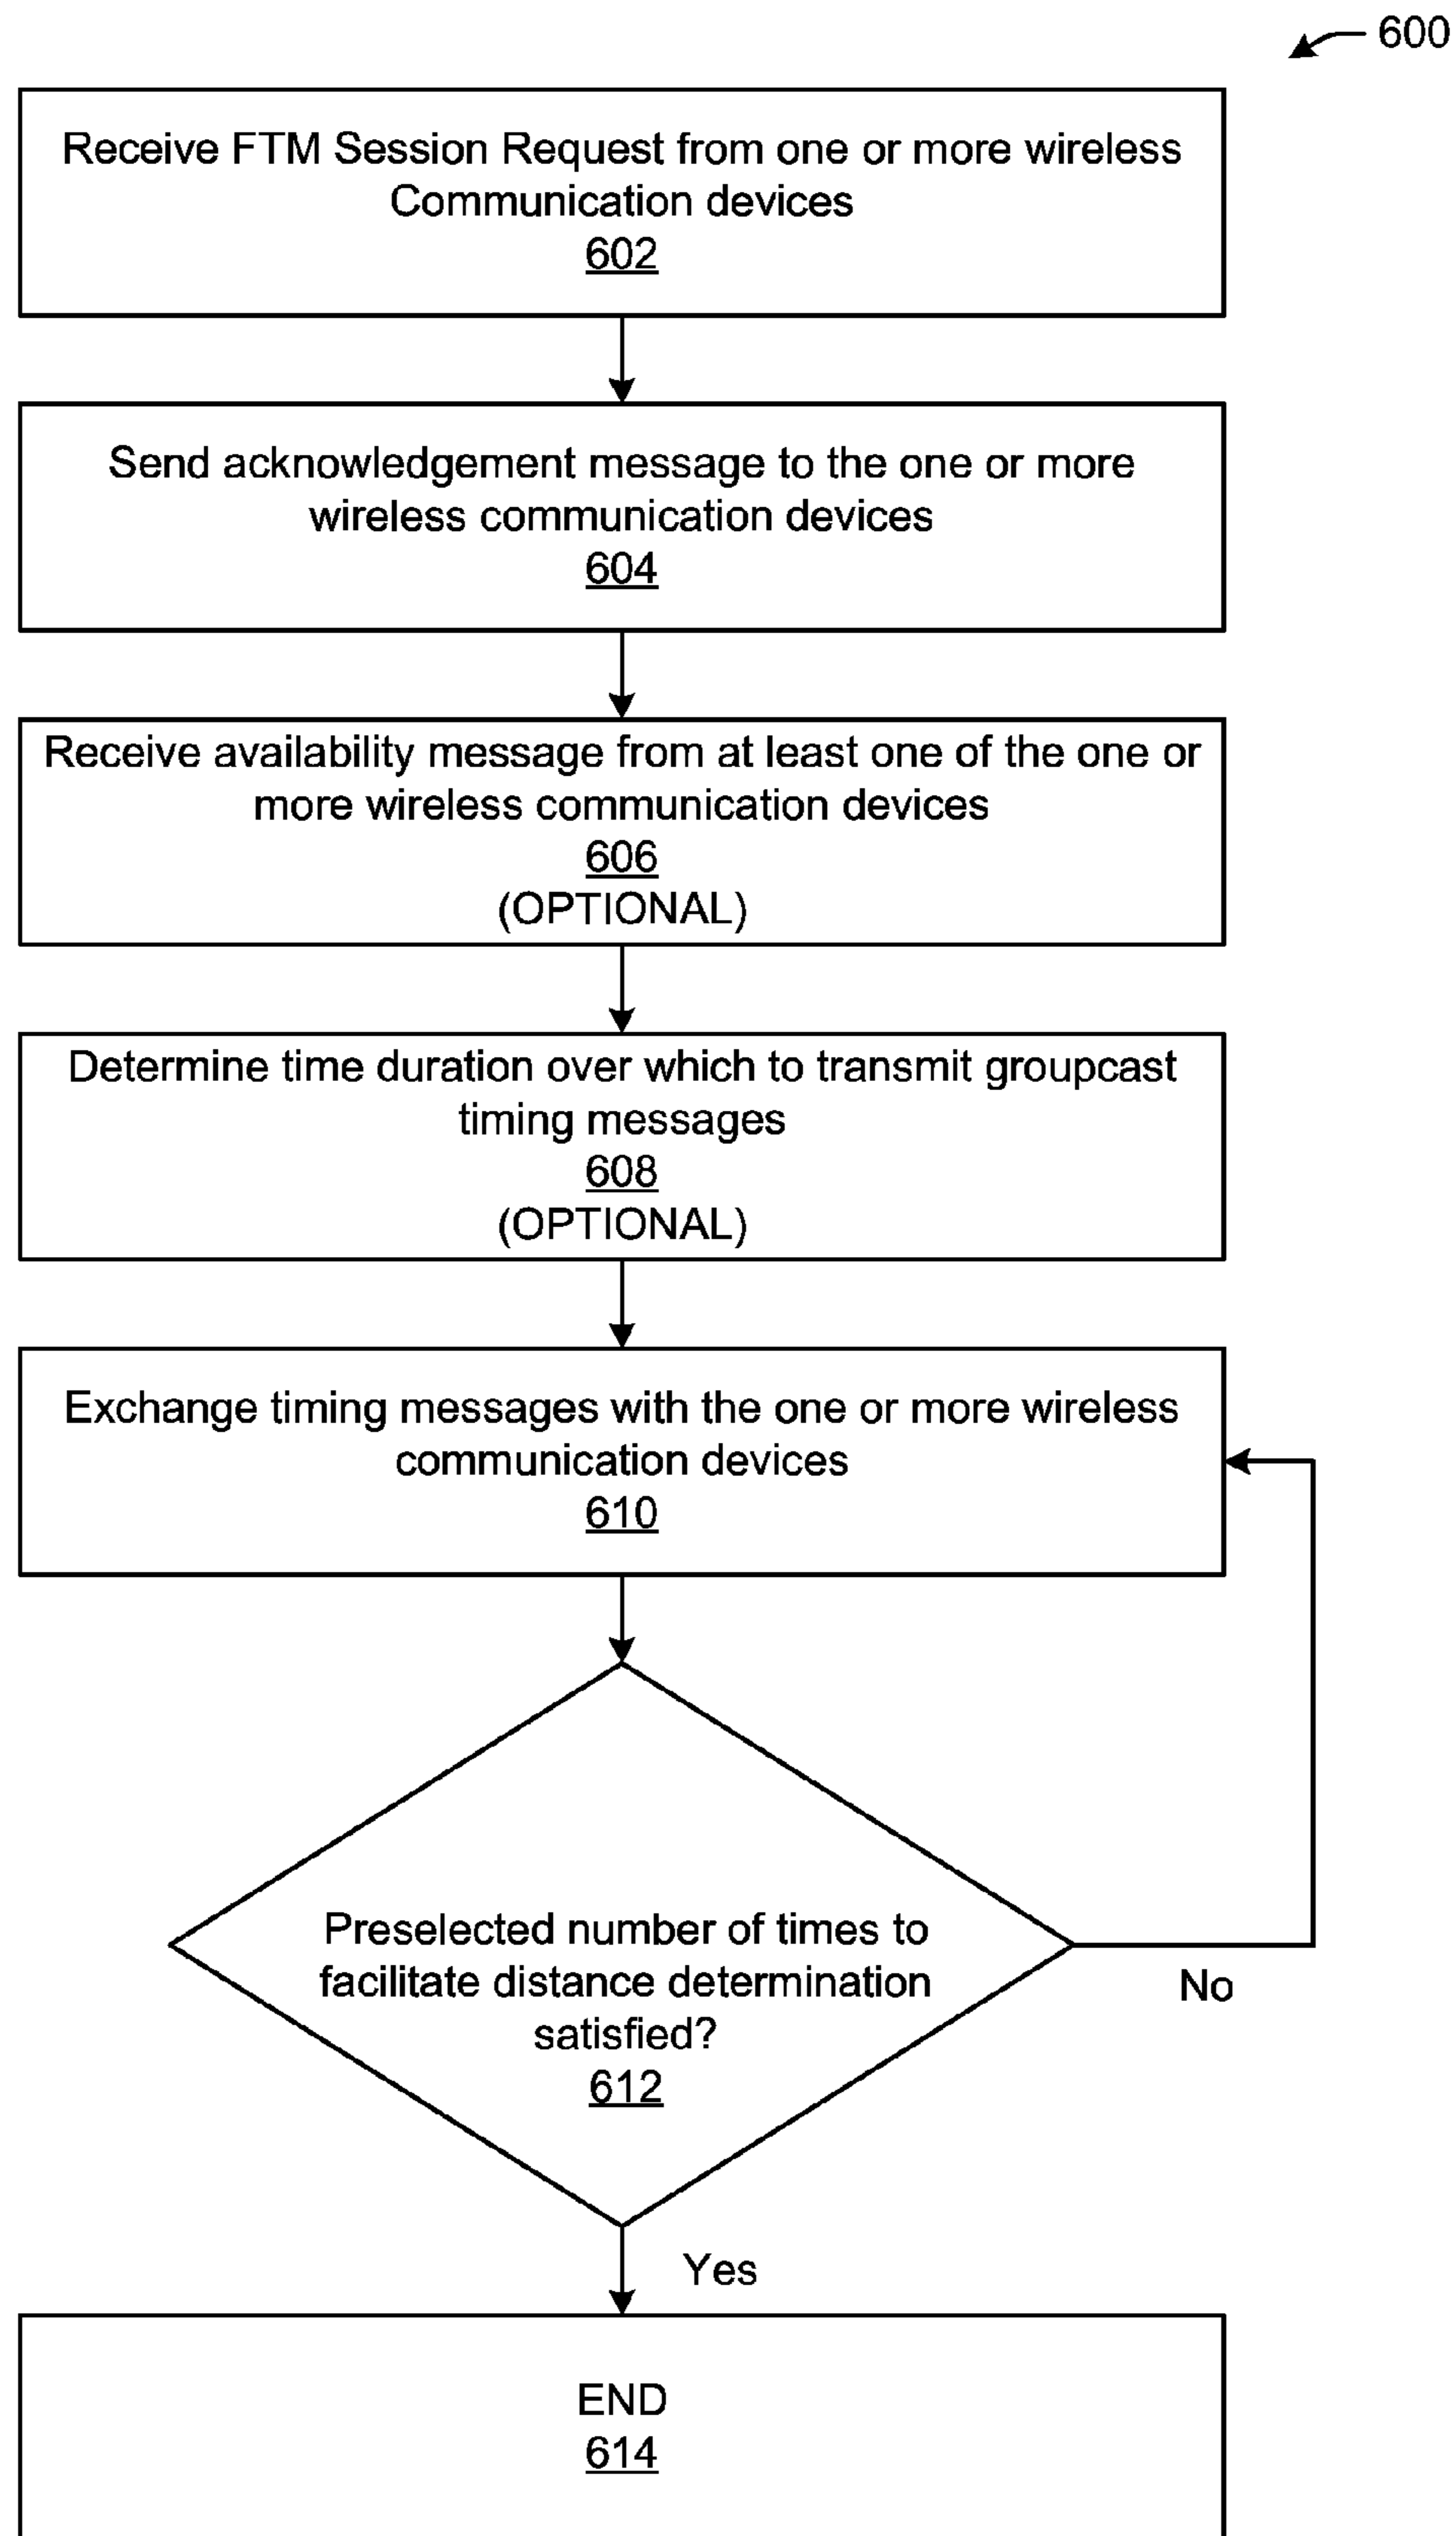 600
Receive FTM Session Request from one or more wireless
Communication devices
602
Send acknowledgement message to the one or more
wireless communication devices
604
Receive availability message from at least one of the one or
more wireless communication devices
606
(OPTIONAL)
Determine time duration over which to transmit groupcast
timing messages
608
(OPTIONAL)
Exchange timing messages with the one or more wireless
communication devices
610
Preselected number of times to
facilitate distance determination
satisfied?
612
No
Yes
END
614